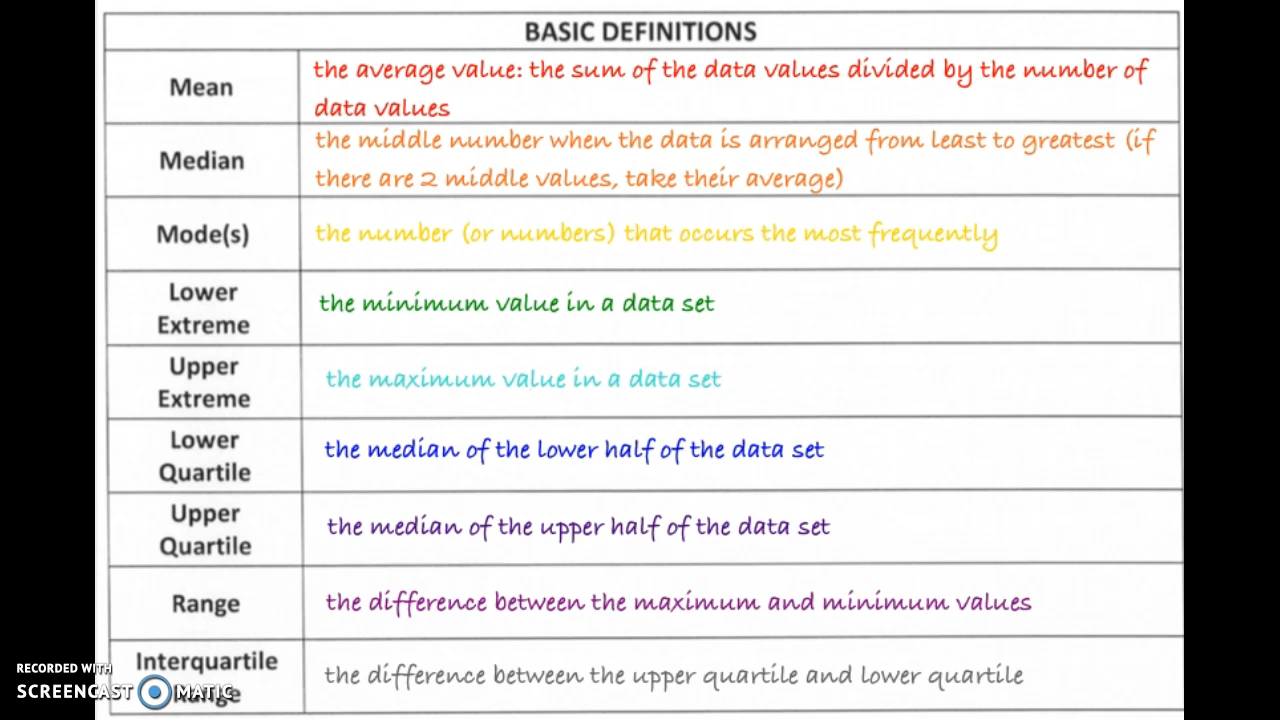 BASIC DEFINITIONS
Mean
the average value: the sum of the data values divided by the number of
data values
Median
the middle number when the data is arranged from least to greatest (if
there are 2 middle values, take their average)
Mode(s)
the number (or numbers) that occurs the most frequently
Lower
Extreme
the minimum value in a data set
Upper
Extreme
the maximum value in a data set
Lower
Quartile
the median of the lower half of the data set
Upper
Quartile
the median of the upper half of the data set
Range
the difference between the maximum and minimum values
Interquartile
Range
the difference between the upper quartile and lower quartile
RECORDED WITH
SCREENCAST MATIC